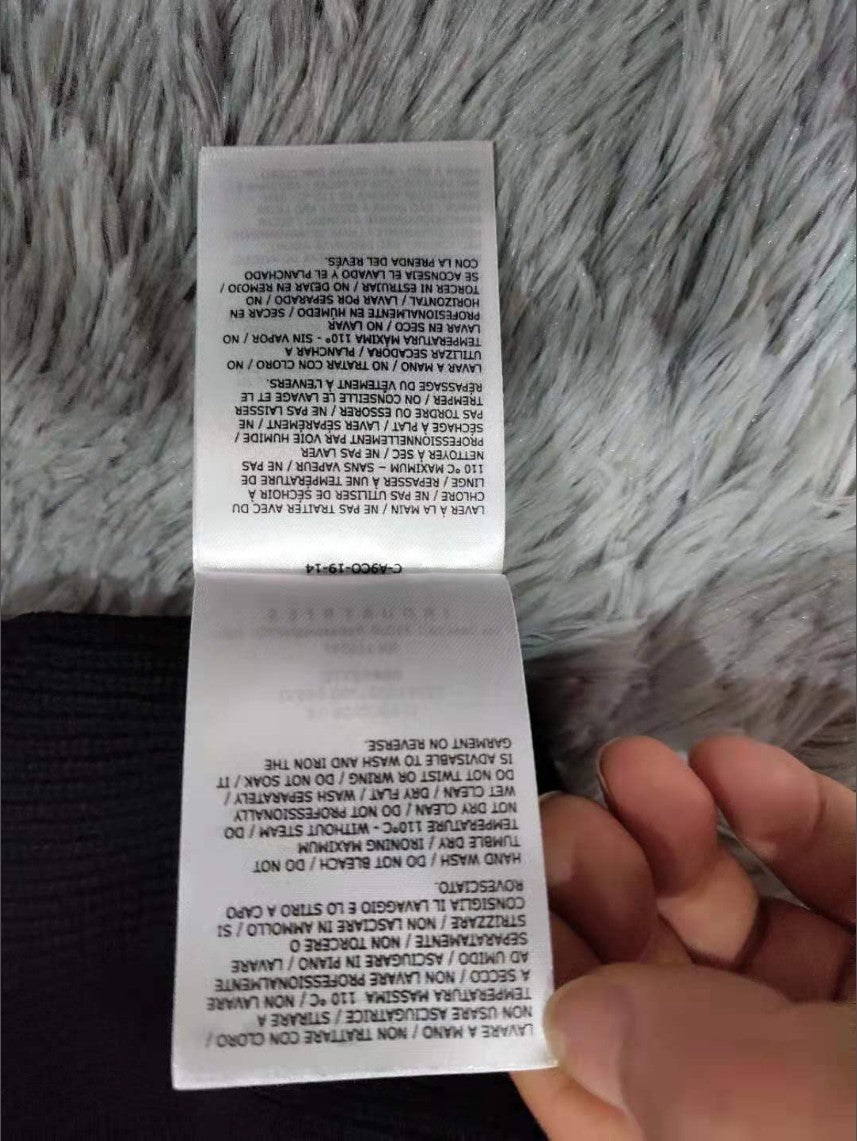 LAVARE A MANO / NON TRATTARE CON CLORO /
NON USARE ASCIUGATRICE / STIRARE A
TEMPERATURA MASSIMA 110 °C / NON LAVARE
A SECCO / NON LAVARE PROFESSIONALMENTE
AD UMIDO / ASCIUGARE IN PIANO / LAVARE
SEPARATAMENTE / NON TORCERE O
STRIZZARE / NON LASCIARE IN AMMOLLO / SI
CONSIGLIA IL LAVAGGIO E LO STIRO A CAPO
ROVESCIATO.
HAND WASH / DO NOT BLEACH / DO NOT
TUMBLE DRY / IRONING MAXIMUM
TEMPERATURE 110°C - WITHOUT STEAM / DO
NOT DRY CLEAN / DO NOT PROFESSIONALLY
WET CLEAN / DRY FLAT / WASH SEPARATELY /
DO NOT TWIST OR WRING / DO NOT SOAK / IT
IS ADVISABLE TO WASH AND IRON THE
GARMENT ON REVERSE.
C-A9CO-19-14
LAVER À LA MAIN / NE PAS TRAITER AVEC DU
CHLORE / NE PAS UTILISER DE SÉCHOIR À
LINGE / REPASSER À UNE TEMPÉRATURE DE
110 °C MAXIMUM – SANS VAPEUR / NE PAS
NETTOYER À SEC / NE PAS LAVER
PROFESSIONNELLEMENT PAR VOIE HUMIDE /
SÉCHAGE À PLAT / LAVER SÉPARÉMENT / NE
PAS TORDRE OU ESSORER / NE PAS LAISSER
TREMPER / ON CONSEILLE LE LAVAGE ET LE
REPASSAGE DU VÊTEMENT À L'ENVERS.
LAVAR A MANO / NO TRATAR CON CLORO / NO
UTILIZAR SECADORA / PLANCHAR A
TEMPERATURA MÁXIMA 110° - SIN VAPOR / NO
LAVAR EN SECO / NO LAVAR
PROFESIONALMENTE EN HÚMEDO / SECAR EN
HORIZONTAL / LAVAR POR SEPARADO / NO
TORCER NI ESTRUJAR / NO DEJAR EN REMOJO /
SE ACONSEJA EL LAVADO Y EL PLANCHADO
CON LA PRENDA DEL REVÉS.